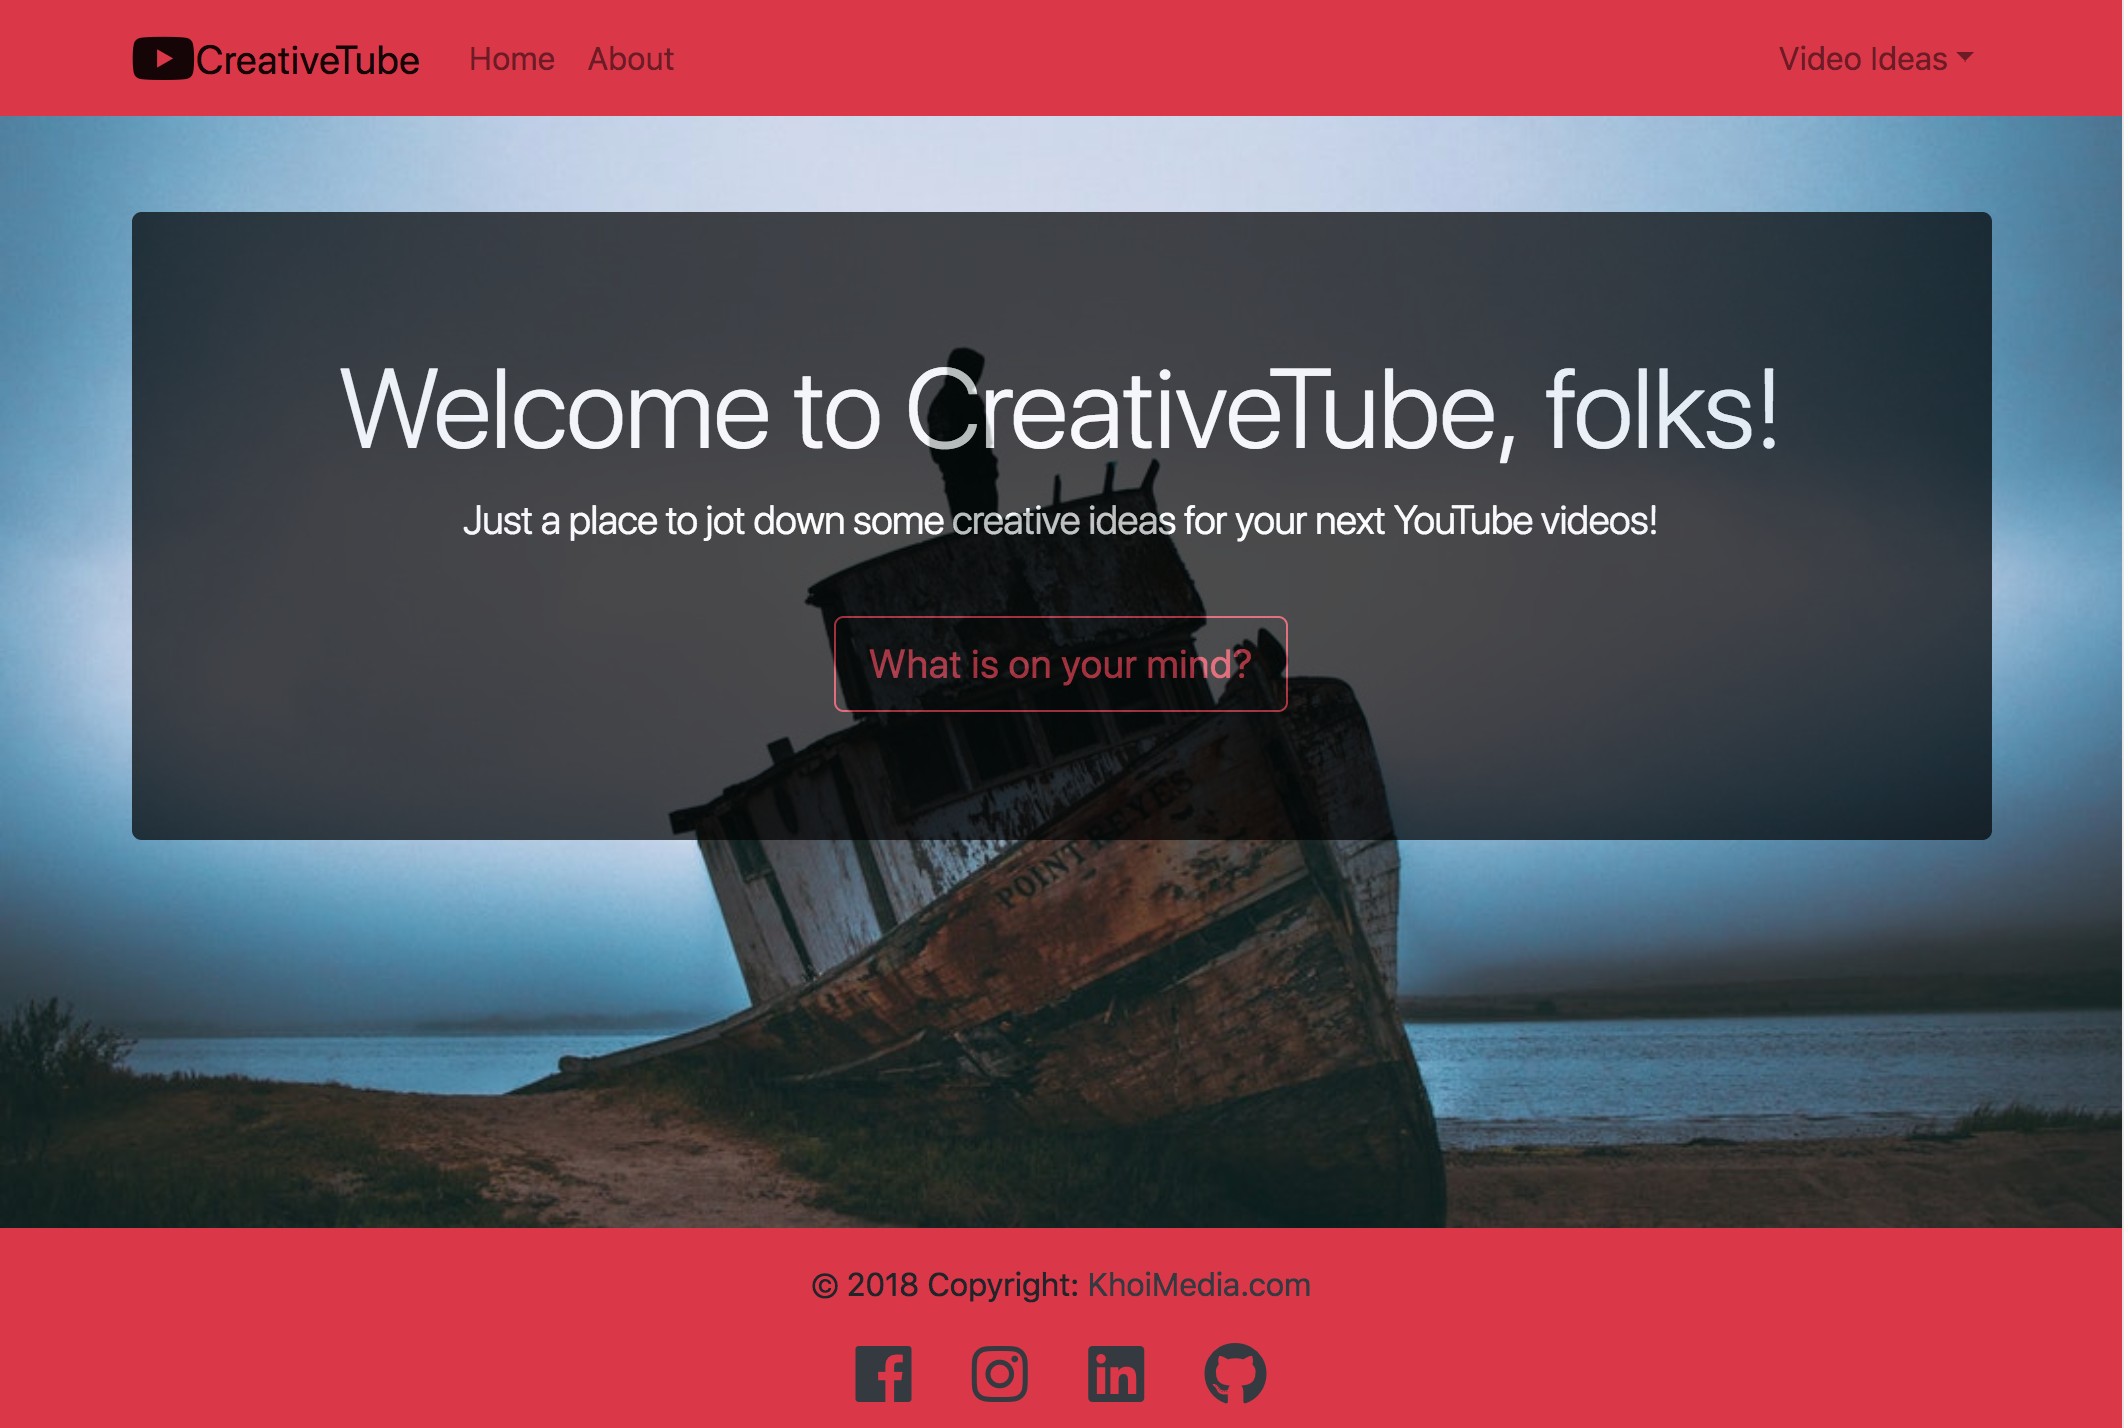 CreativeTube Home About Video Ideas
Welcome to CreativeTube, folks!
Just a place to jot down some creative ideas for your next YouTube videos!
What is on your mind?
POINT REYES
© 2018 Copyright: KhoiMedia.com